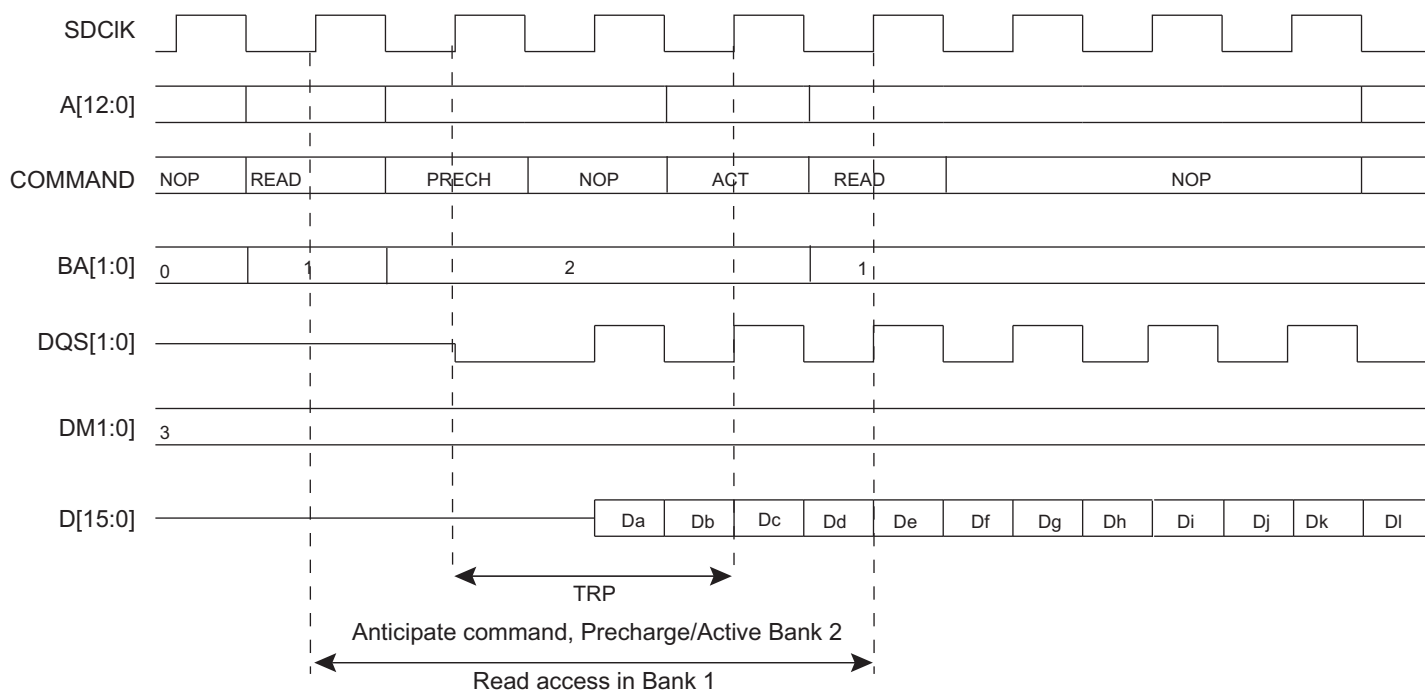 SDClK
A[12:0]
COMMAND NOP READ PRECH NOP ACT READ NOP
BA[1:0] 0 1 2 1
DQS[1:0]
DM1:0] 3
D[15:0] Da Db Dc Dd De Df Dg Dh Di Dj Dk Dl
TRP
Anticipate command, Precharge/Active Bank 2
Read access in Bank 1